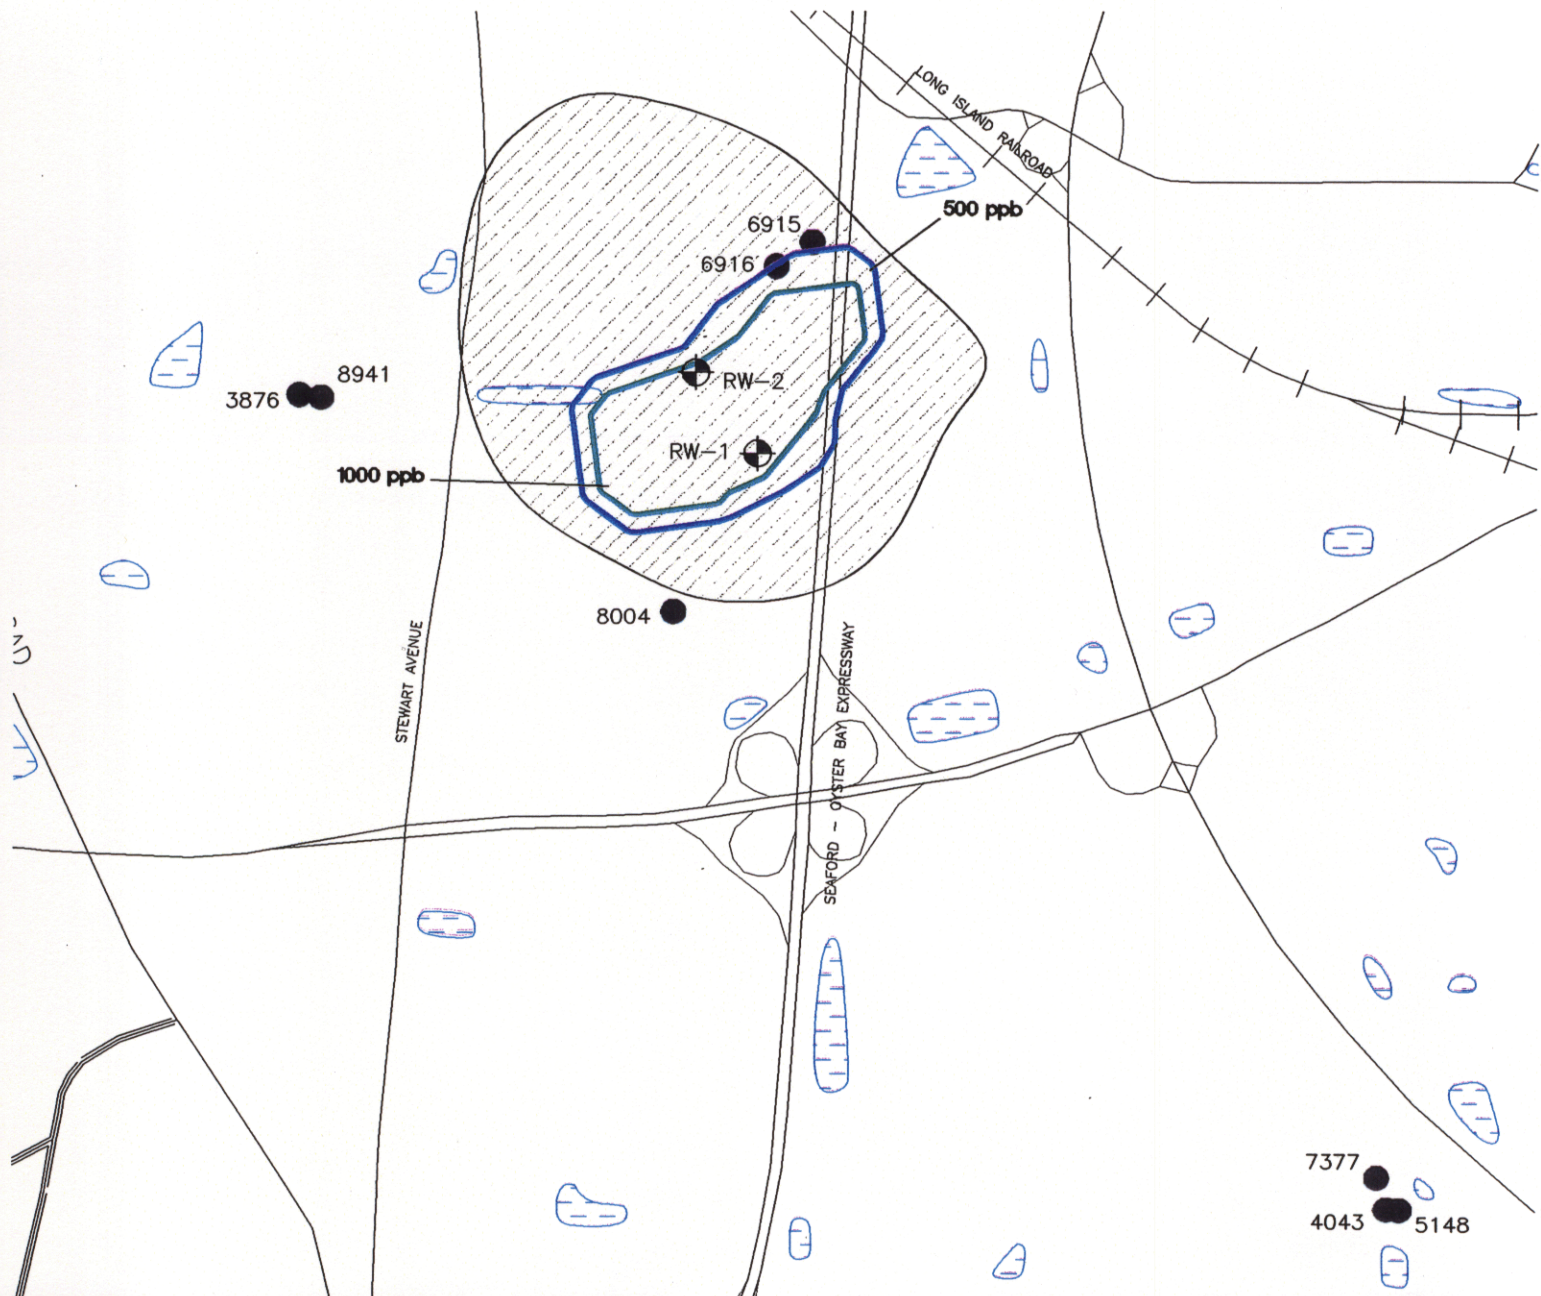 LONG ISLAND RAILROAD
500 ppb
6915
6916
8941
3876
RW-2
RW-1
1000 ppb
8004
STEWART AVENUE
SEAFORD - OYSTER BAY EXPRESSWAY
7377
4043
5148